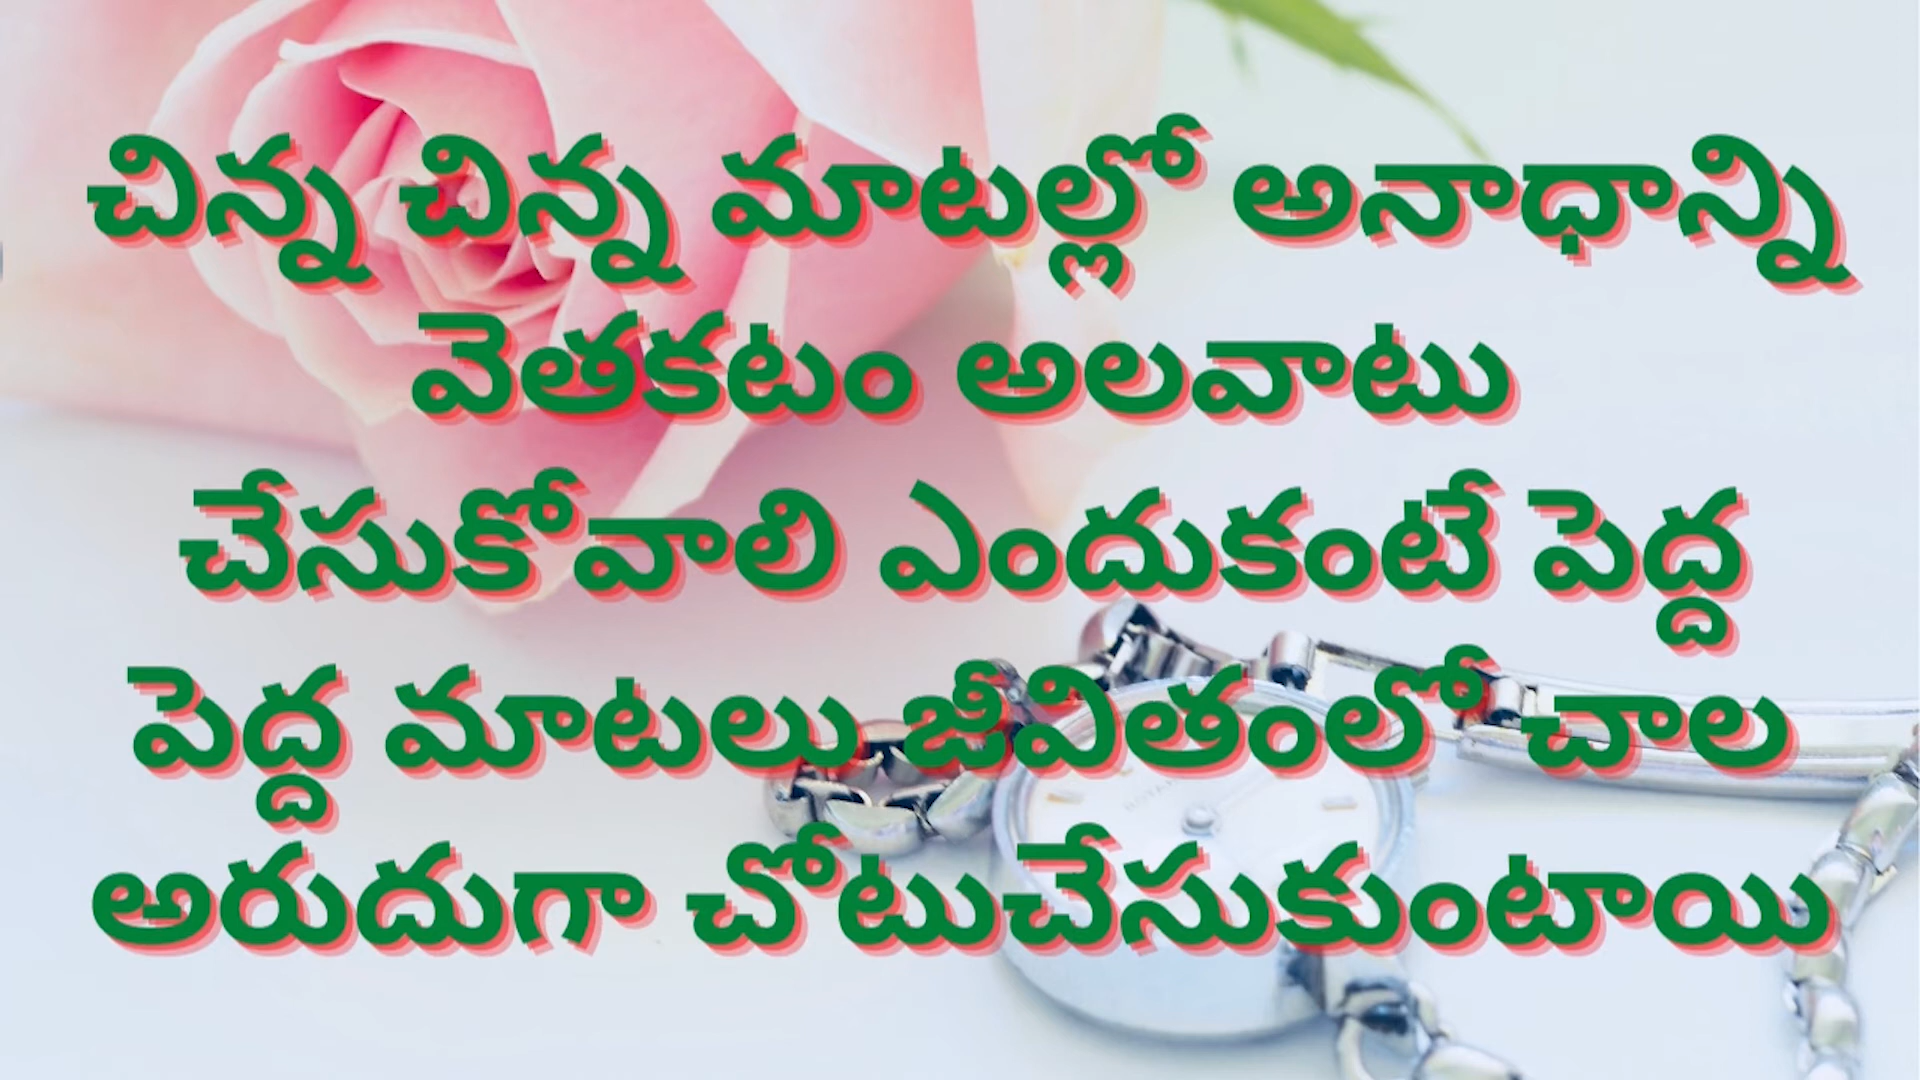 చిన్న చిన్న మాటల్లో అనాధాన్ని
వెతకటం అలవాటు
చేసుకోవాలి ఎందుకంటే పెద్ద
పెద్ద మాటలు జీవితంలో చాల
అరుదుగా చోటుచేసుకుంటాయి